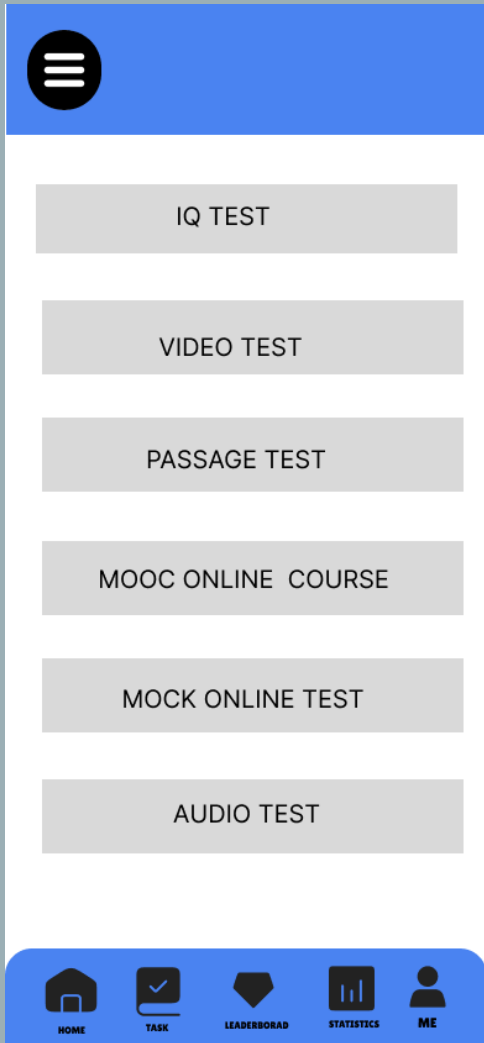 IQ TEST
VIDEO TEST
PASSAGE TEST
MOOC ONLINE  COURSE
MOCK ONLINE TEST
AUDIO TEST
HOME
TASK
LEADERBORAD
STATISTICS
ME